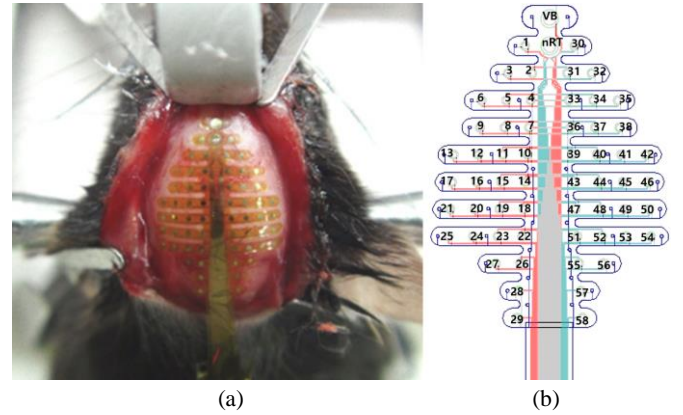 VB
1 nRT 30
3 2 31 32
6 5 4 33 34 35
9 8 7 36 37 38
13 12 11 10 39 40 41 42
17 16 15 14 43 44 45 46
21 20 19 18 47 48 49 50
25 24 23 22 51 52 53 54
27 26 55 56
28 57
29 58
(a) (b)